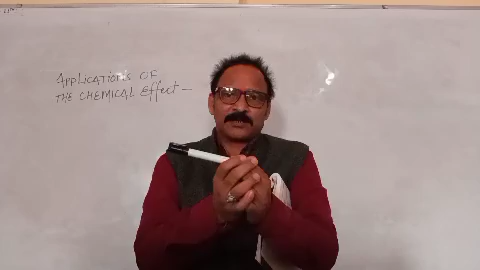 Applications OF
THE CHEMICAL Effect —